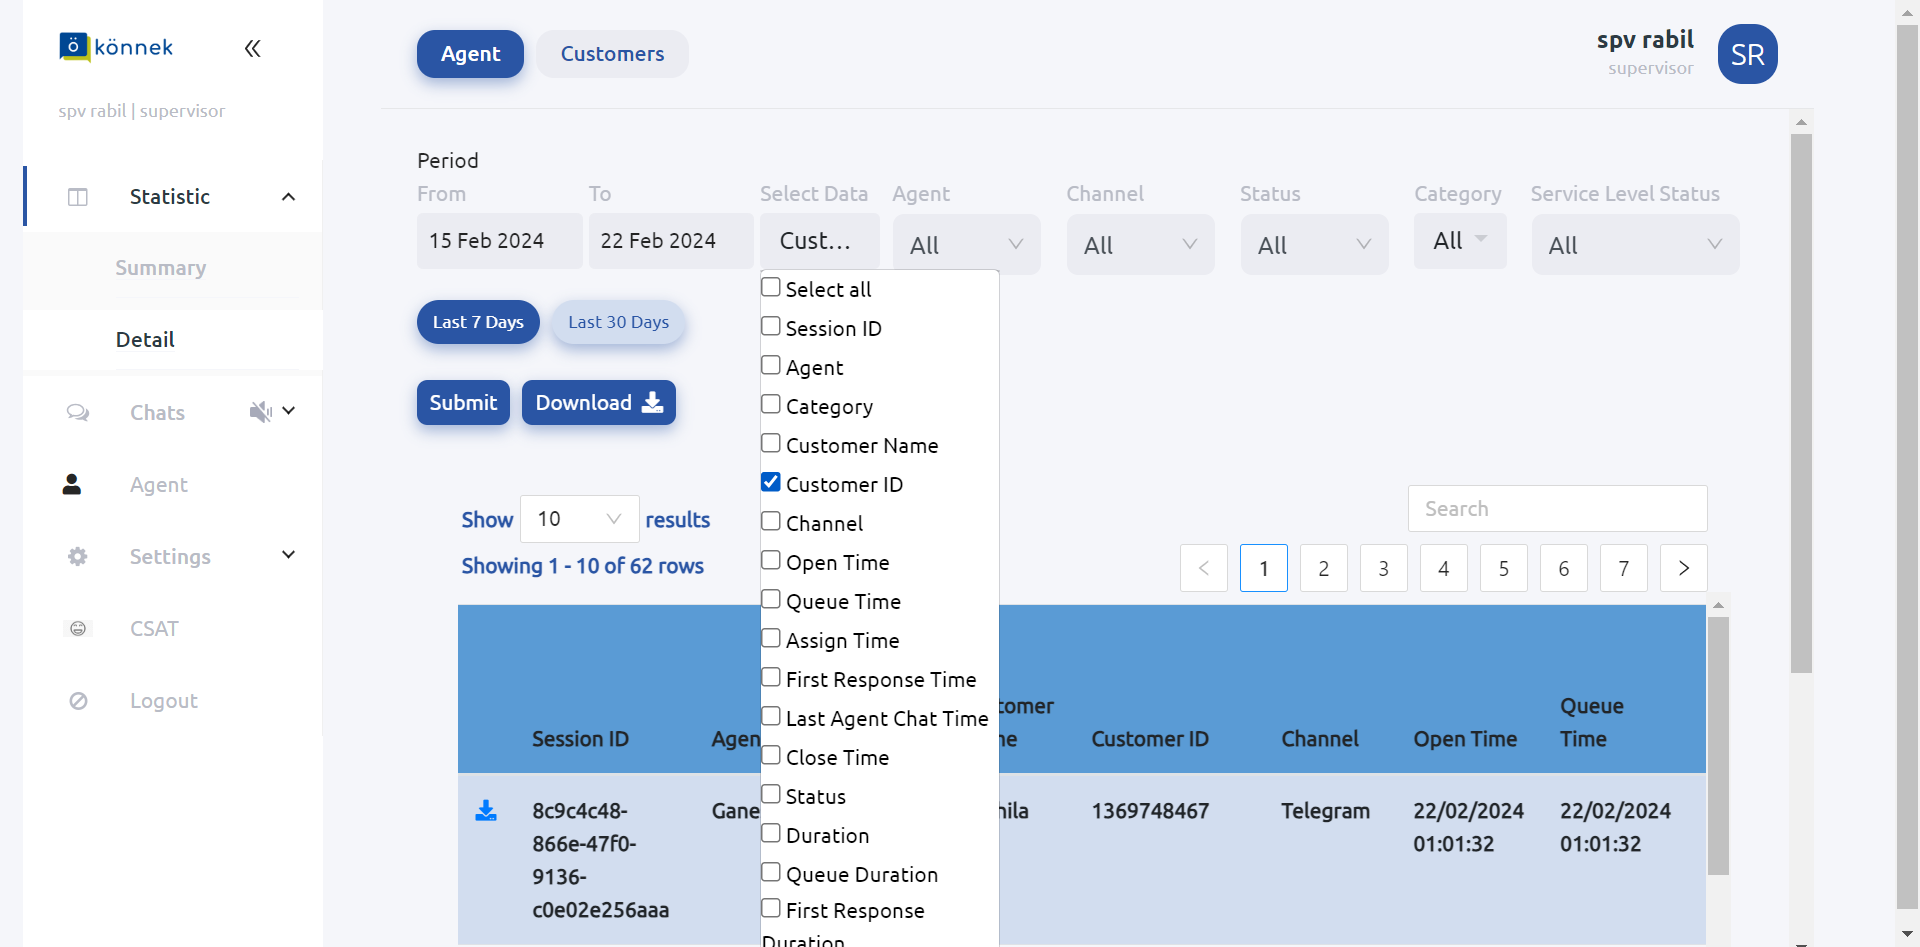 könnek
spv rabil | supervisor
Statistic
Summary
Detail
Chats
Agent
Settings
CSAT
Logout
Agent
Customers
spv rabil
supervisor
SR
Period
From
To
Select Data
Agent
Channel
Status
Category
Service Level Status
15 Feb 2024
22 Feb 2024
Cust...
All
All
All
All
All
Last 7 Days
Last 30 Days
Submit
Download
Select all
Session ID
Agent
Category
Customer Name
Customer ID
Channel
Open Time
Queue Time
Assign Time
First Response Time
Last Agent Chat Time
Close Time
Status
Duration
Queue Duration
First Response
Duration
Show 10 results
Showing 1 - 10 of 62 rows
Search
1 2 3 4 5 6 7
Session ID
Agen
tomer
me
Customer ID
Channel
Open Time
Queue
Time
8c9c4c48-
866e-47f0-
9136-
c0e02e256aaa
Gane
nila
1369748467
Telegram
22/02/2024
01:01:32
22/02/2024
01:01:32